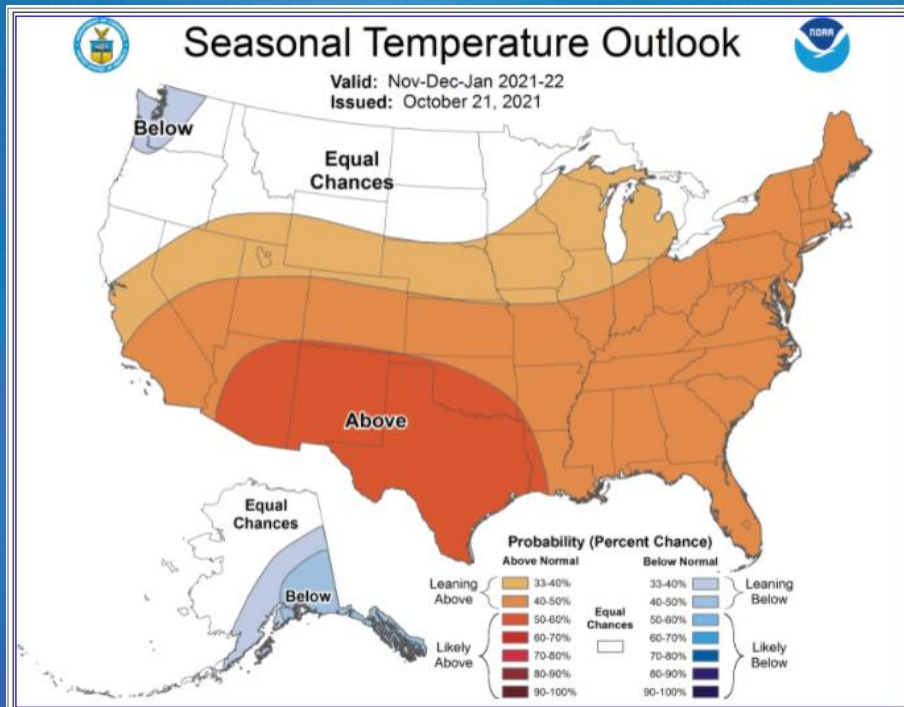 Seasonal Temperature Outlook
NOAA
Valid: Nov-Dec-Jan 2021-22
Issued: October 21, 2021
Below
Equal
Chances
Above
Equal
Chances
Below
Probability (Percent Chance)
Above Normal
Below Normal
Leaning
Above
33-40%
40-50%
50-60%
60-70%
70-80%
80-90%
90-100%
Likely
Above
Equal
Chances
33-40%
40-50%
50-60%
60-70%
70-80%
80-90%
90-100%
Leaning
Below
Likely
Below